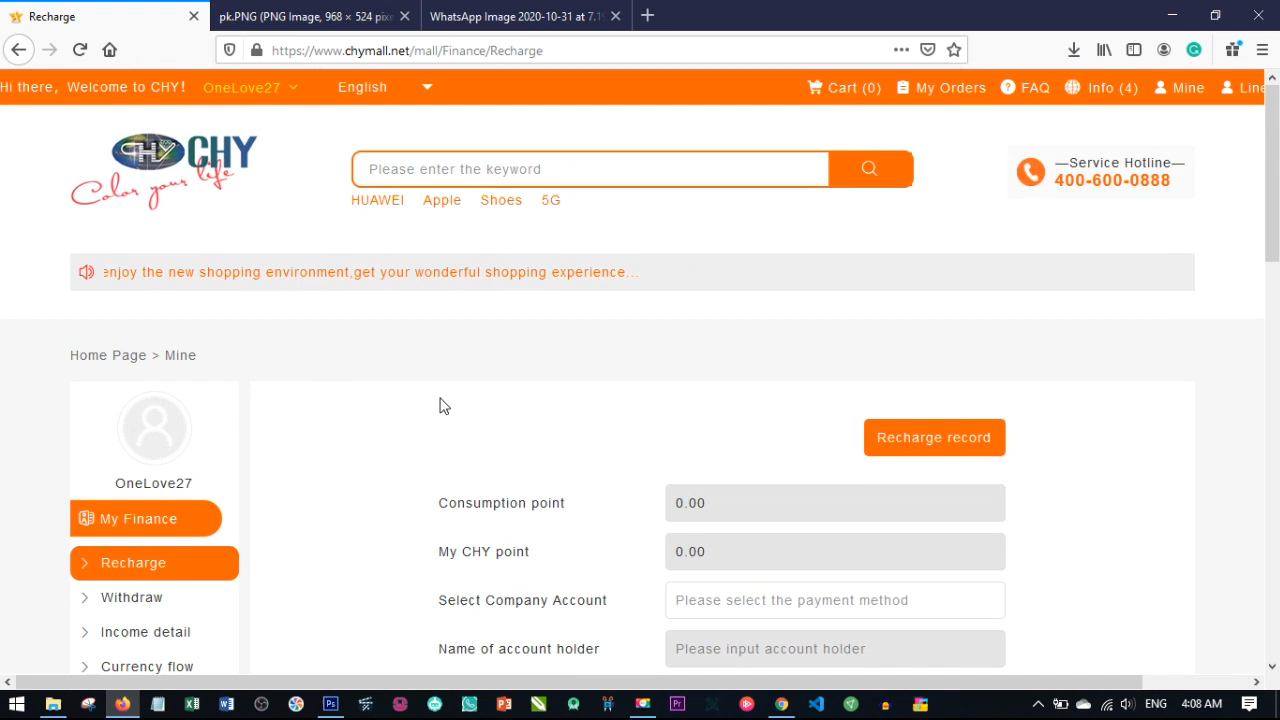 Recharge
pk.PNG (PNG Image, 968 × 524 pixe
WhatsApp Image 2020-10-31 at 7.1
https://www.chymall.net/mall/Finance/Recharge
Hi there, Welcome to CHY!
OneLove27
English
Cart (0)
My Orders
FAQ
Info (4)
Mine
Line
CHY
CHY
Color your life
Please enter the keyword
—Service Hotline—
400-600-0888
HUAWEI
Apple
Shoes
5G
enjoy the new shopping environment,get your wonderful shopping experience...
Home Page > Mine
OneLove27
My Finance
Recharge
Withdraw
Income detail
Currency flow
Recharge record
Consumption point
0.00
My CHY point
0.00
Select Company Account
Please select the payment method
Name of account holder
Please input account holder
ENG
4:08 AM